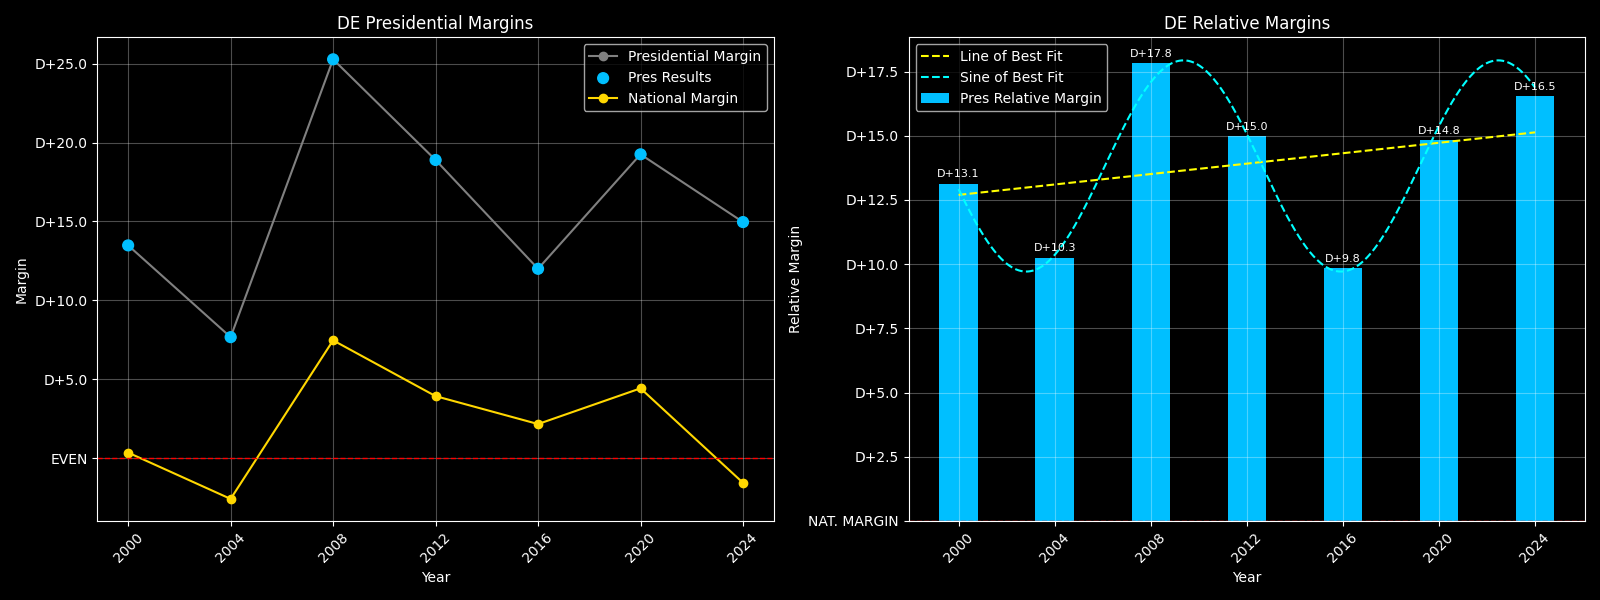 DE Presidential Margins
Margin
D+25.0
D+20.0
D+15.0
D+10.0
D+5.0
EVEN
Presidential Margin
Pres Results
National Margin
2000
2004
2008
2012
2016
2020
2024
Year
DE Relative Margins
Relative Margin
D+17.5
D+15.0
D+12.5
D+10.0
D+7.5
D+5.0
D+2.5
NAT. MARGIN
Line of Best Fit
Sine of Best Fit
Pres Relative Margin
D+13.1
D+10.3
D+17.8
D+15.0
D+9.8
D+14.8
D+16.5
2000
2004
2008
2012
2016
2020
2024
Year